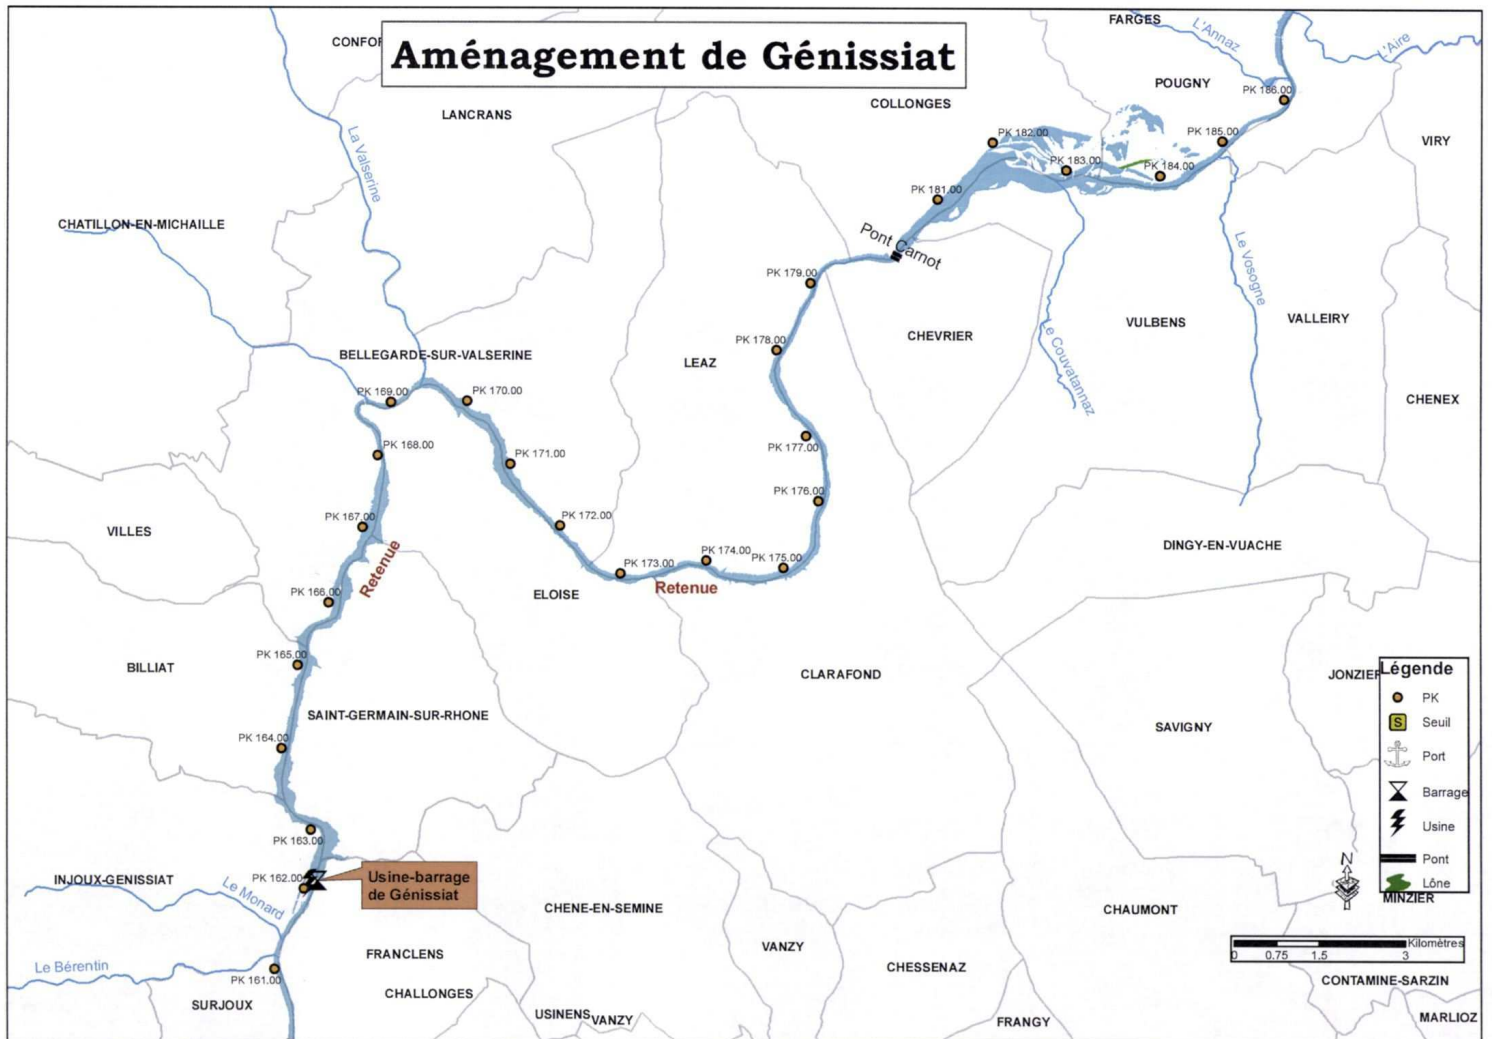 FARGES
L'Annaz
L'Aire
Aménagement de Génissiat
POUGNY
PK 186.00
COLLONGES
LANCRANS
PK 182.00
PK 185.00
VIRY
La Valserine
PK 183.00
PK 184.00
PK 181.00
CHATILLON-EN-MICHAILLE
Pont Carnot
Le Vosogne
PK 179.00
VULBENS
VALLEIRY
CHEVRIER
PK 178.00
BELLEGARDE-SUR-VALSERINE
LEAZ
Le Couvatannaz
PK 169.00
PK 170.00
CHENEX
PK 168.00
PK 177.00
PK 171.00
PK 176.00
PK 167.00
PK 172.00
VILLES
DINGY-EN-VUACHE
Retenue
PK 174.00
PK 175.00
PK 173.00
Retenue
PK 166.00
ELOISE
PK 165.00
BILLIAT
CLARAFOND
JONZIER
Légende
PK
Seuil
S
Port
Barrage
Usine
Pont
Lône
SAINT-GERMAIN-SUR-RHONE
SAVIGNY
PK 164.00
PK 163.00
N
PK 162.00
Usine-barrage
de Génissiat
INJOUX-GENISSIAT
Le Monard
MINZIER
CHENE-EN-SEMINE
CHAUMONT
Kilomètres
0 0.75 1.5 3
VANZY
FRANCLENS
Le Bérentin
CHESSENAZ
PK 161.00
CONTAMINE-SARZIN
CHALLONGES
SURJOUX
USINENS
VANZY
FRANGY
MARLIOZ